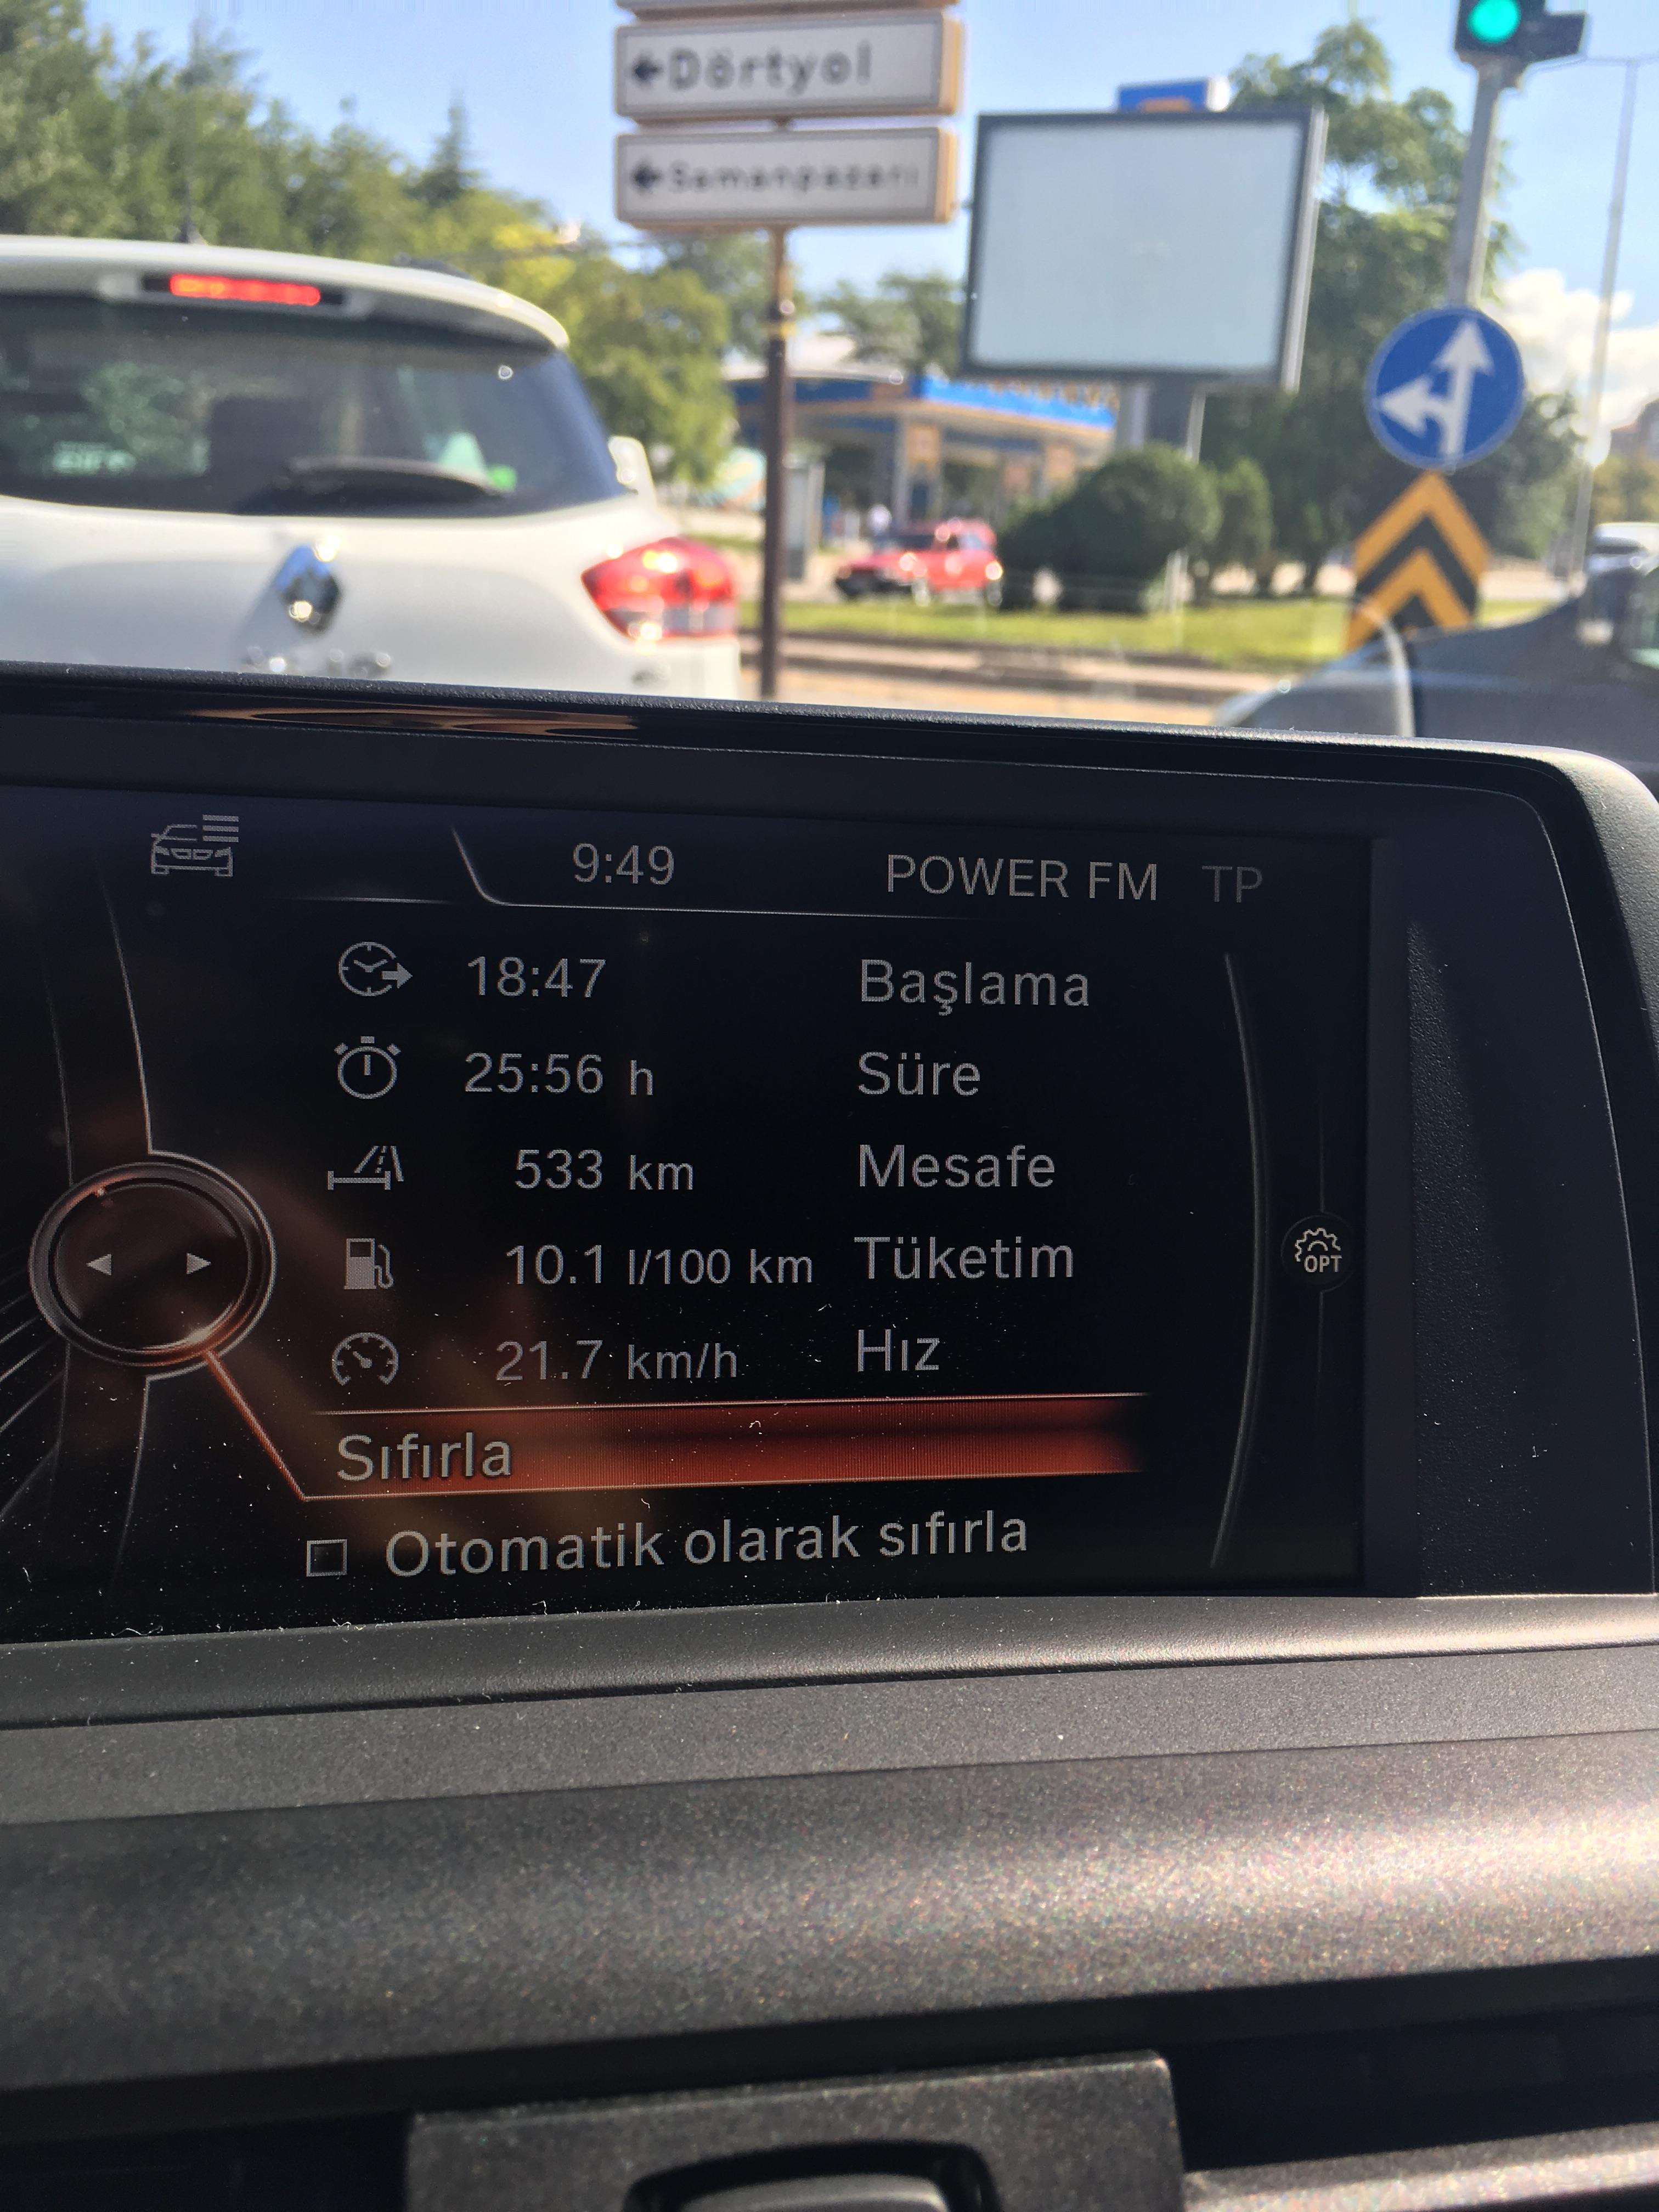 Dörtyol
Samanpazarı
9:49 POWER FM TP
18:47 Başlama
25:56 h Süre
533 km Mesafe
10.1 l/100 km Tüketim
21.7 km/h Hız
OPT
Sıfırla
Otomatik olarak sıfırla